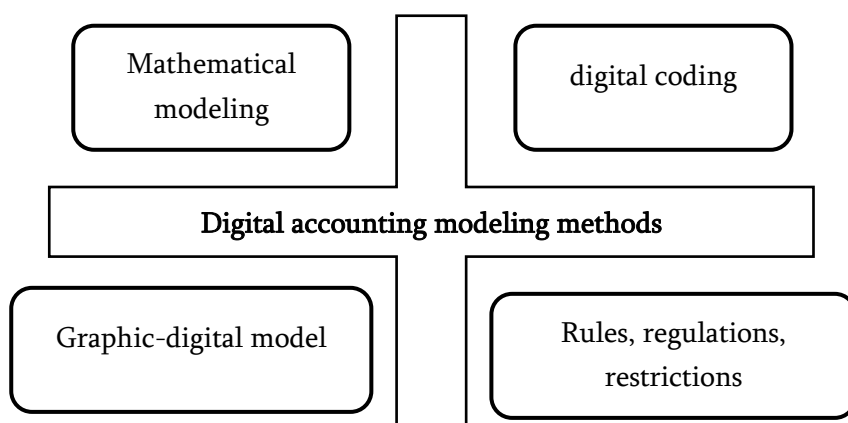 Mathematical
modeling
digital coding
Digital accounting modeling methods
Graphic-digital model
Rules, regulations,
restrictions